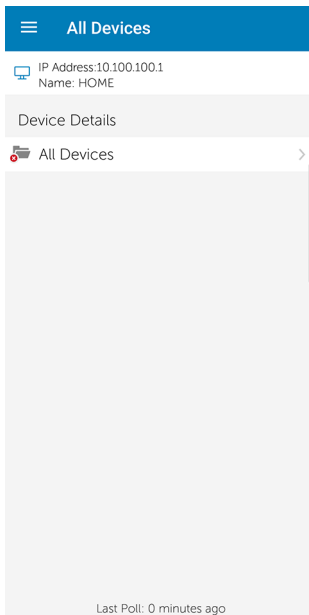 All Devices
IP Address:10.100.100.1
Name: HOME
Device Details
All Devices
Last Poll: 0 minutes ago